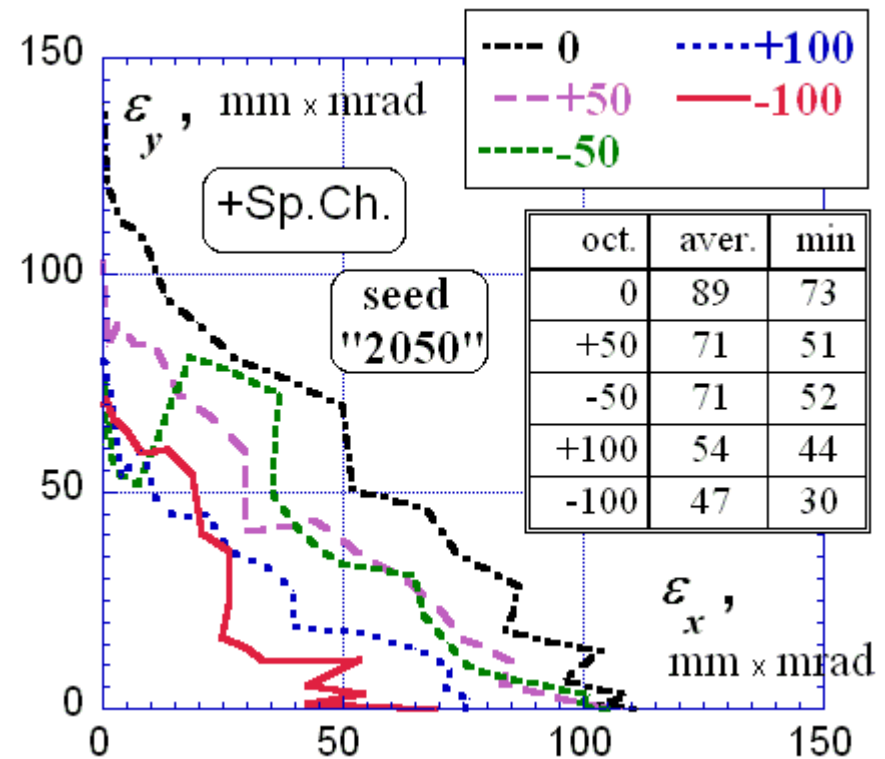 150
100
50
0
0
50
100
150
εy , mm × mrad
+Sp.Ch.
seed
"2050"
0 +100
+50 -100
-50
oct. aver. min
0 89 73
+50 71 51
-50 71 52
+100 54 44
-100 47 30
εx ,
mm × mrad